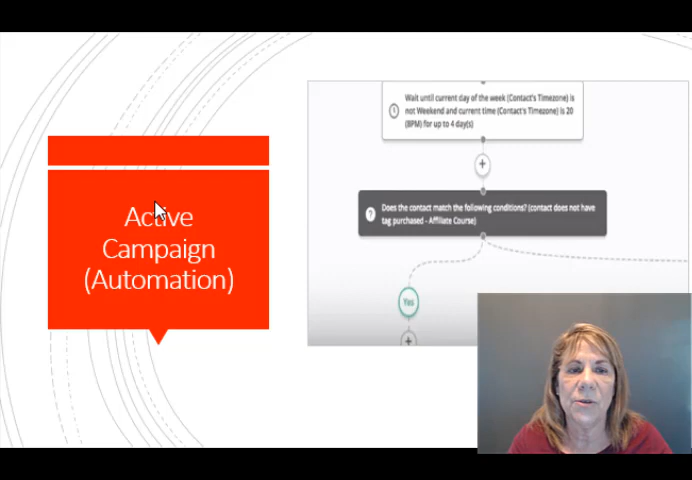 Active
Campaign
(Automation)
Wait until current day of the week (Contact's Timezone) is
not Weekend and current time (Contact's Timezone) is 20
(8PM) for up to 4 day(s)
Does the contact match the following conditions? (contact does not have
tag purchased - Affiliate Course)
Yes